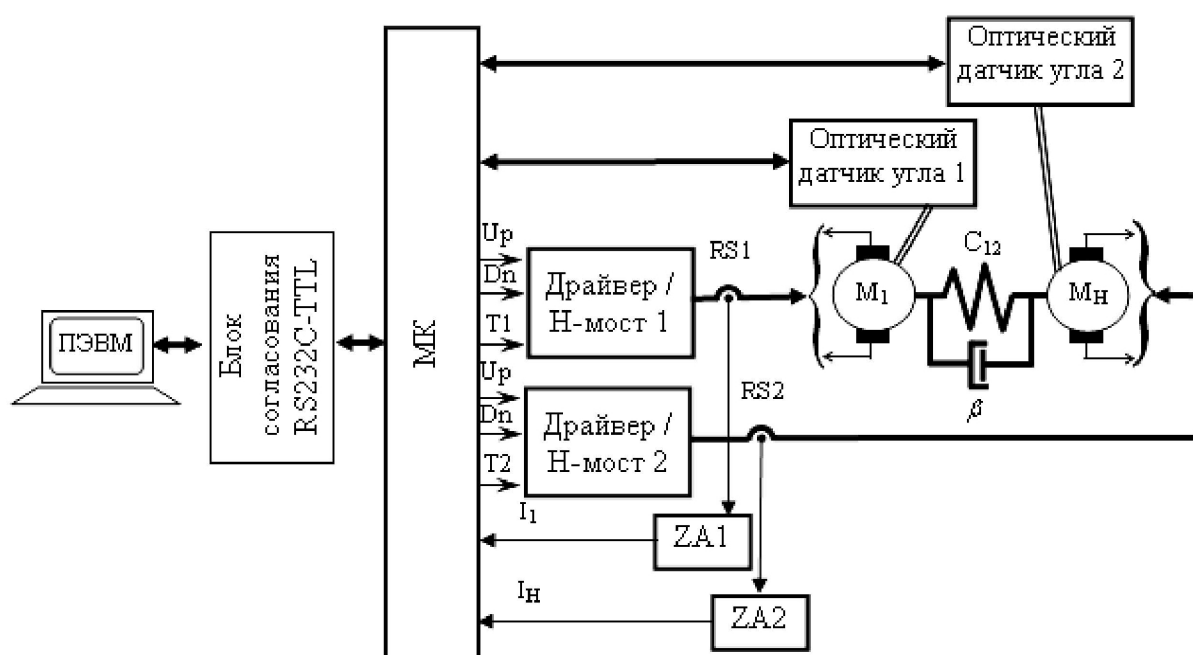 Оптический
датчик угла 2
Оптический
датчик угла 1
ПЭВМ
Блок
согласования
RS232C-TTL
МК
Up
Dn
T1
Драйвер /
Н-мост 1
RS1
M₁
C₁₂
Mн
β
Up
Dn
T2
Драйвер /
Н-мост 2
RS2
I₁
ZA1
Iн
ZA2